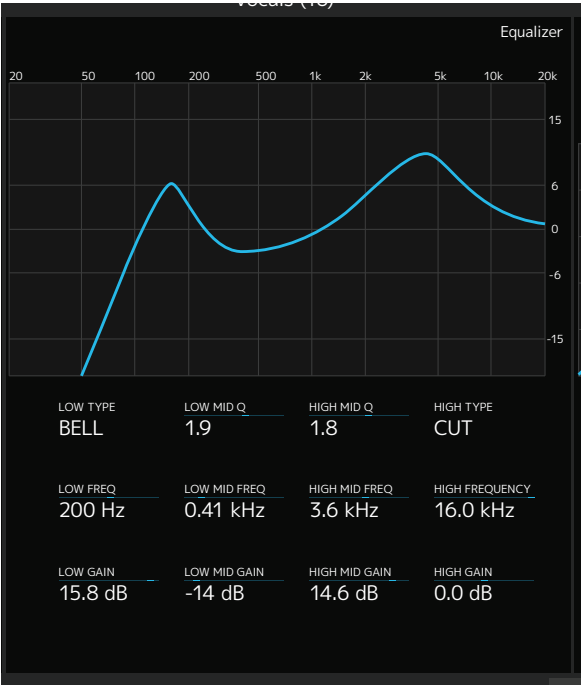 Vocals (16)
Equalizer
20 50 100 200 500 1k 2k 5k 10k 20k
15
6
0
-6
-15
LOW TYPE LOW MID Q HIGH MID Q HIGH TYPE
BELL 1.9 1.8 CUT
LOW FREQ LOW MID FREQ HIGH MID FREQ HIGH FREQUENCY
200 Hz 0.41 kHz 3.6 kHz 16.0 kHz
LOW GAIN LOW MID GAIN HIGH MID GAIN HIGH GAIN
15.8 dB -14 dB 14.6 dB 0.0 dB